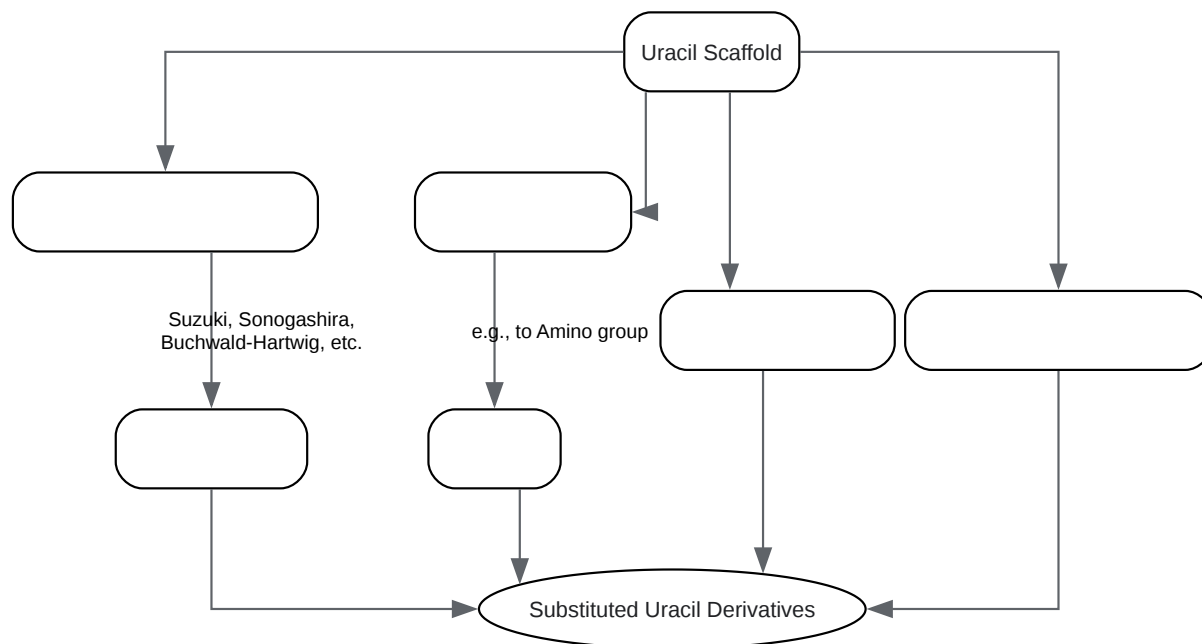 Uracil Scaffold
Suzuki, Sonogashira,
Buchwald-Hartwig, etc.
e.g., to Amino group
Substituted Uracil Derivatives